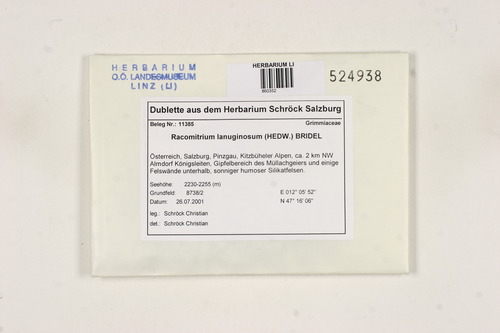 HERBARIUM
O.Ö. LANDESMUSEUM
LINZ (LI)
HERBARIUM LI
600352
524938
Dublette aus dem Herbarium Schröck Salzburg
Beleg Nr.: 11385 Grimmiaceae
Racomitrium lanuginosum (HEDW.) BRIDEL
Österreich, Salzburg, Pinzgau, Kitzbüheler Alpen, ca. 2 km NW
Almdorf Königsleiten, Gipfelbereich des Müllachgeiers und einige
Felswände unterhalb, sonniger humoser Silikatfelsen.
Seehöhe: 2230-2255 (m) E 012° 05' 52"
Grundfeld: 8738/2 N 47° 16' 06"
Datum: 26.07.2001
leg.: Schröck Christian
det.: Schröck Christian